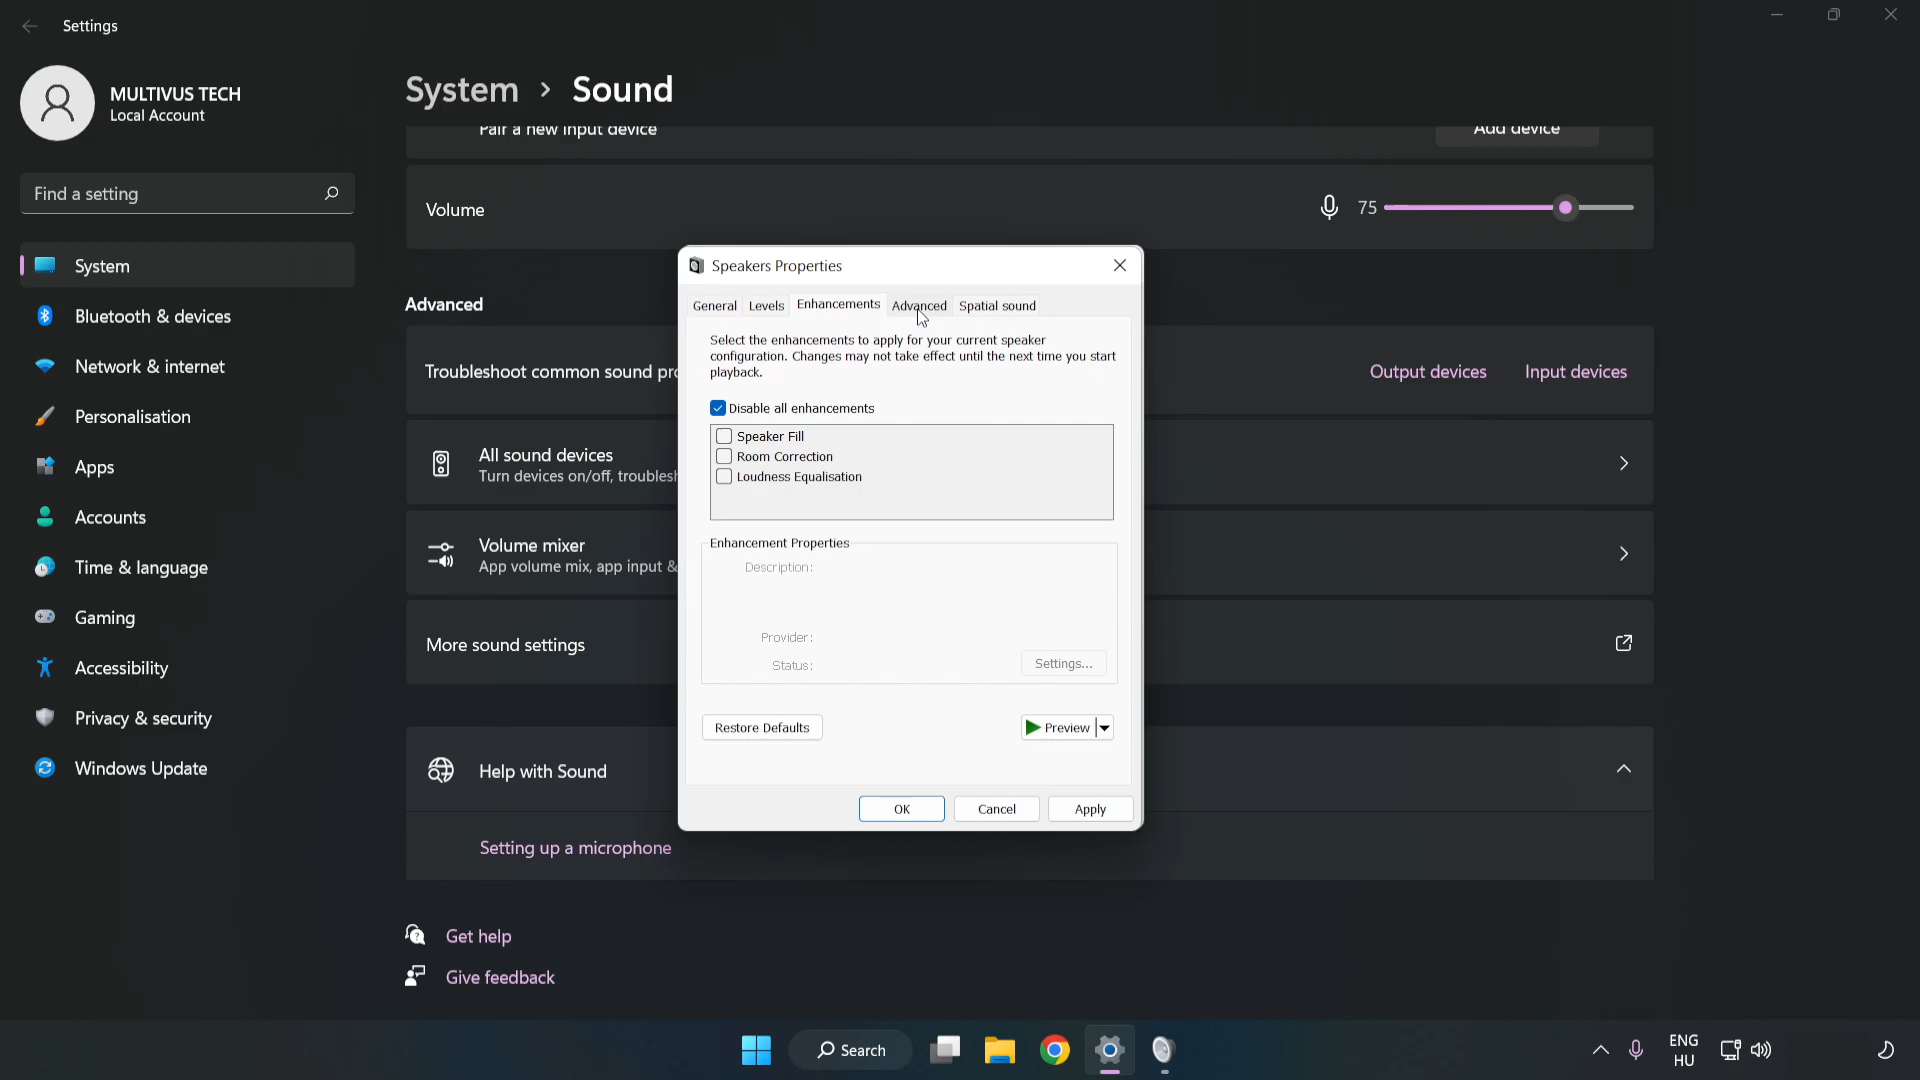 Settings
MULTIVUS TECH
Local Account
Find a setting
System
Bluetooth & devices
Network & internet
Personalisation
Apps
Accounts
Time & language
Gaming
Accessibility
Privacy & security
Windows Update
System > Sound
Pair a new input device
Add device
Volume
75
Advanced
Troubleshoot common sound pro
Output devices
Input devices
All sound devices
Turn devices on/off, troublesh
Volume mixer
App volume mix, app input &
More sound settings
Help with Sound
Setting up a microphone
Get help
Give feedback
Speakers Properties
General
Levels
Enhancements
Advanced
Spatial sound
Select the enhancements to apply for your current speaker
configuration. Changes may not take effect until the next time you start
playback.
Disable all enhancements
Speaker Fill
Room Correction
Loudness Equalisation
Enhancement Properties
Description:
Provider:
Status:
Settings...
Restore Defaults
Preview
OK
Cancel
Apply
Search
ENG
HU